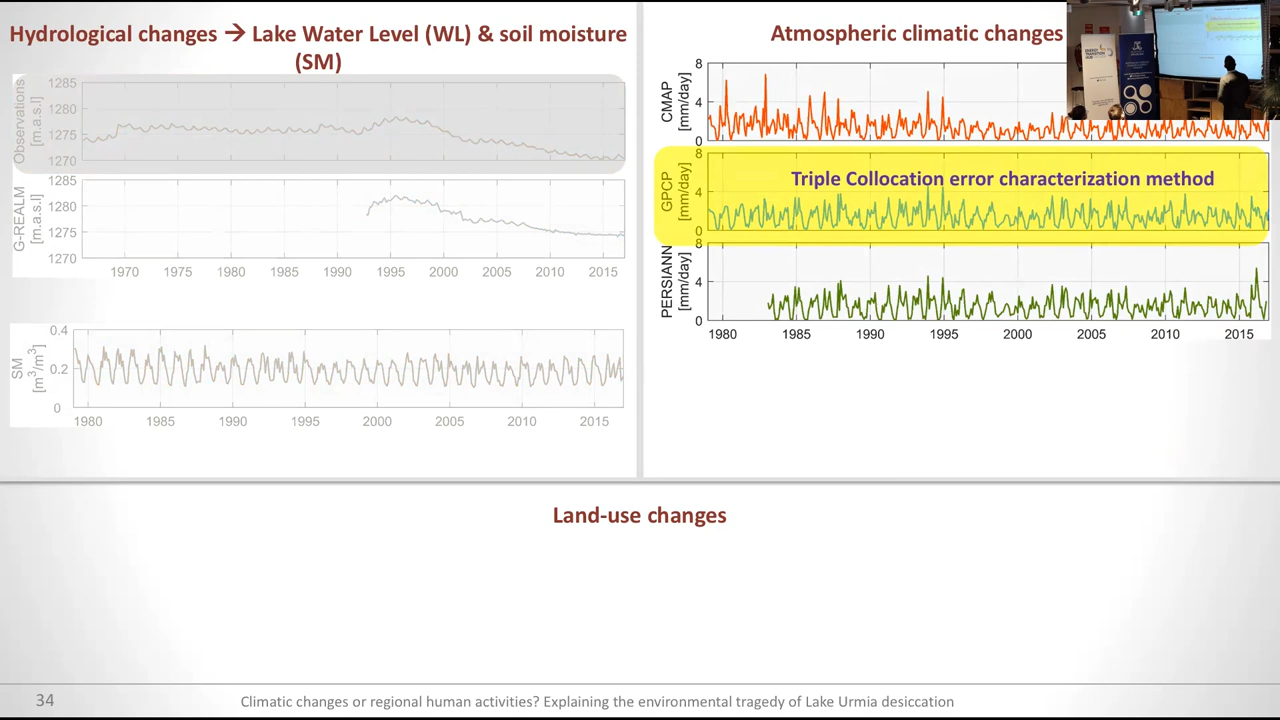 Hydrological changes → Lake Water Level (WL) & soil moisture
(SM)
Observations
[m.a.s.l]
1285
1280
1275
1270
G-REALM
[m.a.s.l]
1285
1280
1275
1270
1970 1975 1980 1985 1990 1995 2000 2005 2010 2015
SM
[m³/m³]
0.4
0.2
0
1980 1985 1990 1995 2000 2005 2010 2015
Atmospheric climatic changes
CMAP
[mm/day]
8
4
0
Triple Collocation error characterization method
GPCP
[mm/day]
8
4
0
PERSIANN
[mm/day]
8
4
0
1980 1985 1990 1995 2000 2005 2010 2015
Land-use changes
34
Climatic changes or regional human activities? Explaining the environmental tragedy of Lake Urmia desiccation